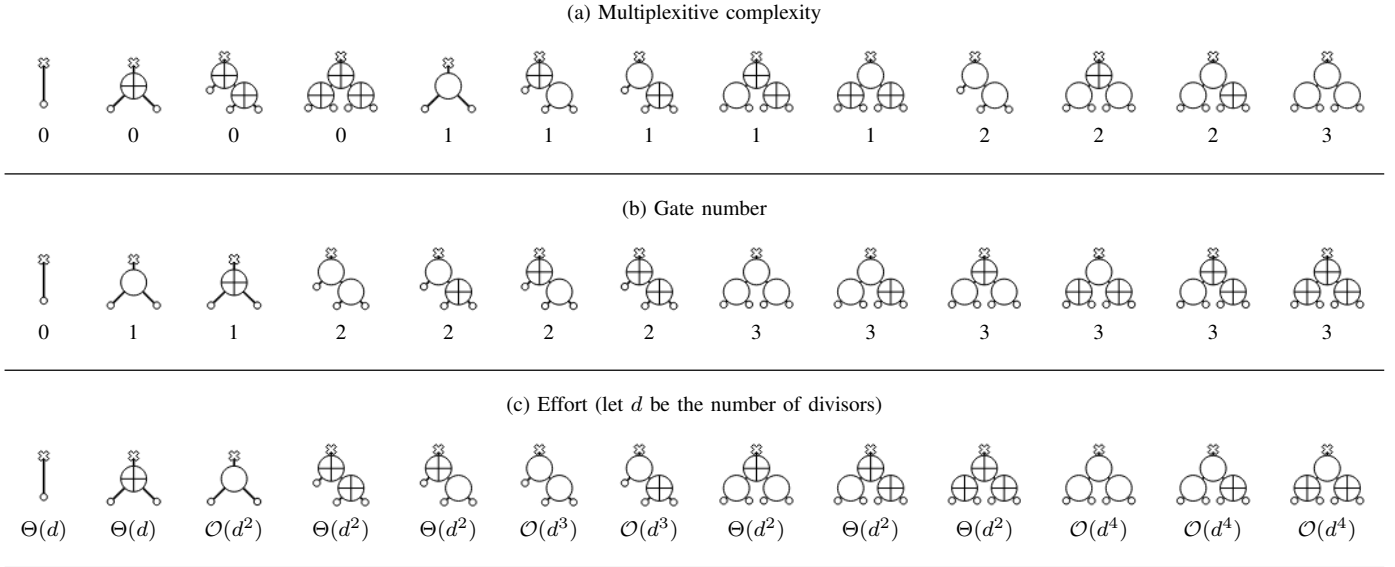 (a) Multiplexitive complexity
0 0 0 0 1 1 1 1 1 2 2 2 3
(b) Gate number
0 1 1 2 2 2 2 3 3 3 3 3 3
(c) Effort (let d be the number of divisors)
Θ(d) Θ(d) 𝒪(d²) Θ(d²) Θ(d²) 𝒪(d³) 𝒪(d³) Θ(d²) Θ(d²) Θ(d²) 𝒪(d⁴) 𝒪(d⁴) 𝒪(d⁴)